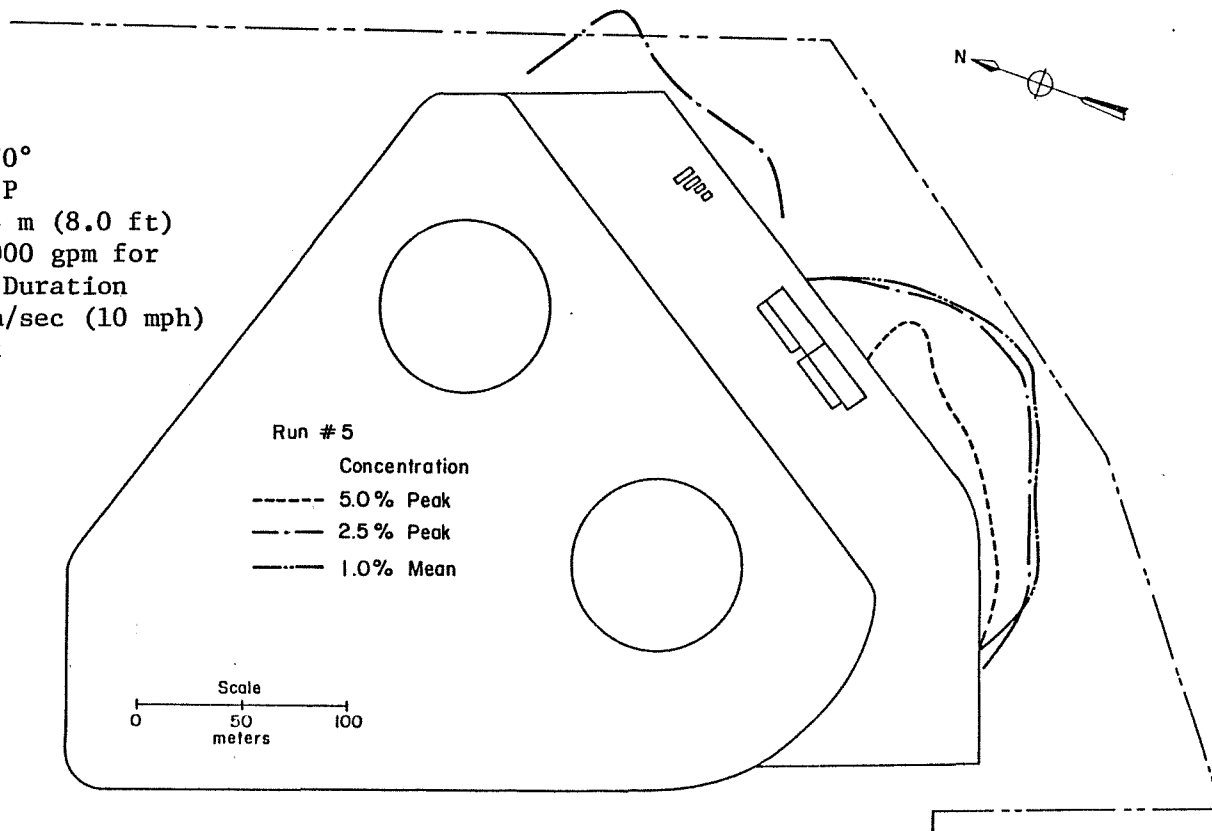 N
0°
P
m (8.0 ft)
000 gpm for
Duration
/sec (10 mph)
Run #5
Concentration
5.0% Peak
2.5% Peak
1.0% Mean
Scale
0 50 100
meters